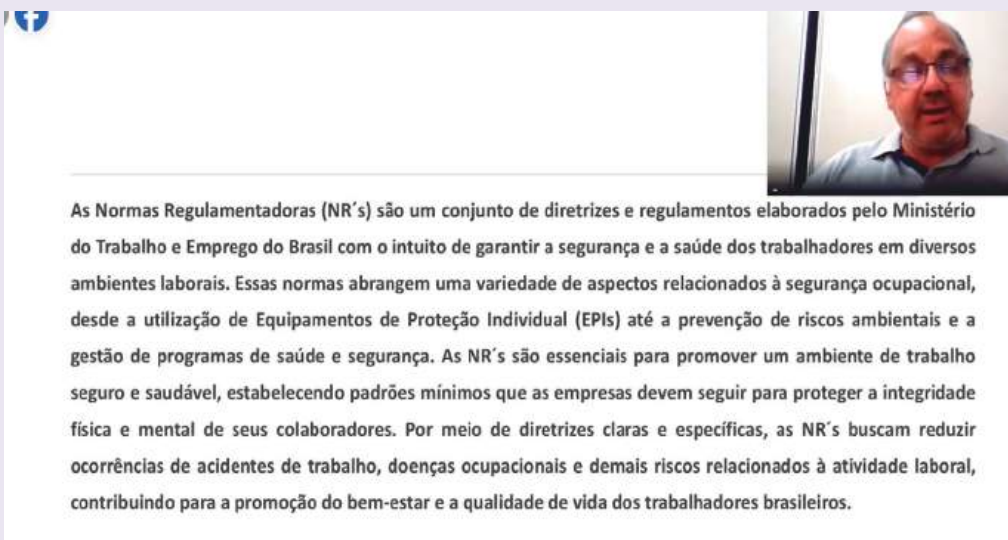 As Normas Regulamentadoras (NR´s) são um conjunto de diretrizes e regulamentos elaborados pelo Ministério
do Trabalho e Emprego do Brasil com o intuito de garantir a segurança e a saúde dos trabalhadores em diversos
ambientes laborais. Essas normas abrangem uma variedade de aspectos relacionados à segurança ocupacional,
desde a utilização de Equipamentos de Proteção Individual (EPIs) até a prevenção de riscos ambientais e a
gestão de programas de saúde e segurança. As NR´s são essenciais para promover um ambiente de trabalho
seguro e saudável, estabelecendo padrões mínimos que as empresas devem seguir para proteger a integridade
física e mental de seus colaboradores. Por meio de diretrizes claras e específicas, as NR´s buscam reduzir
ocorrências de acidentes de trabalho, doenças ocupacionais e demais riscos relacionados à atividade laboral,
contribuindo para a promoção do bem-estar e a qualidade de vida dos trabalhadores brasileiros.